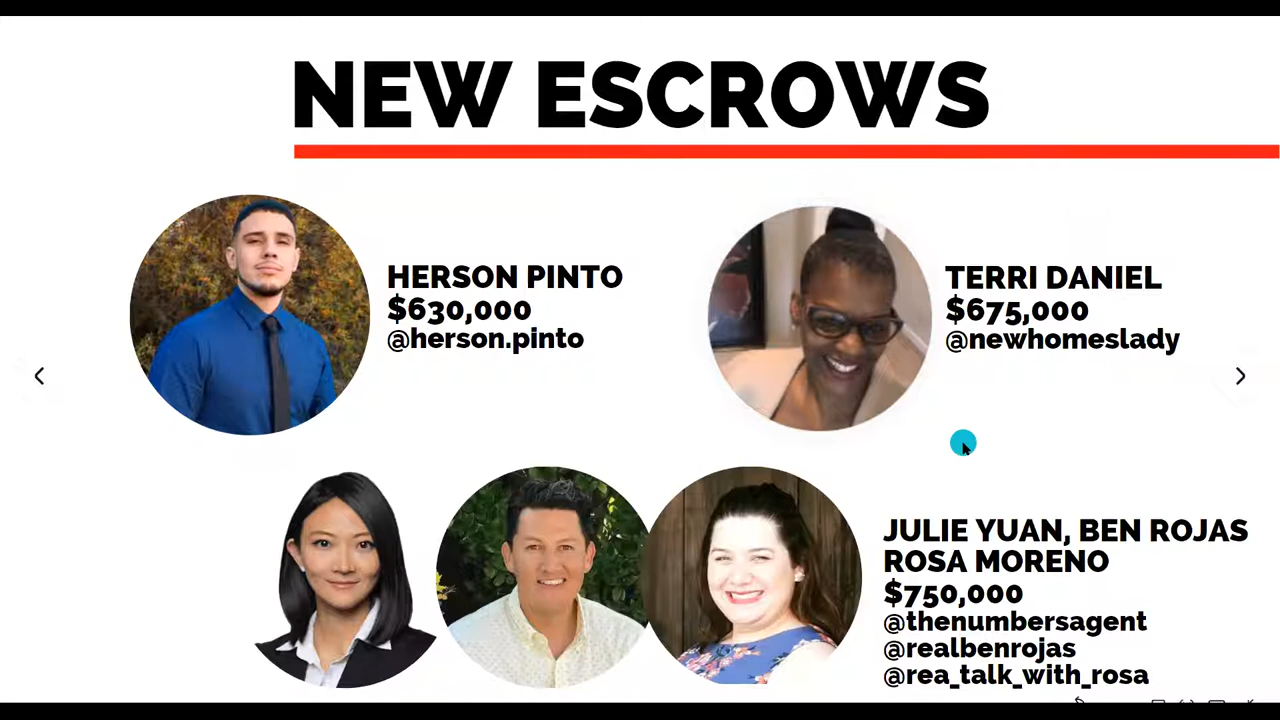 NEW ESCROWS
HERSON PINTO
$630,000
@herson.pinto
TERRI DANIEL
$675,000
@newhomeslady
JULIE YUAN, BEN ROJAS
ROSA MORENO
$750,000
@thenumbersagent
@realbenrojas
@rea_talk_with_rosa